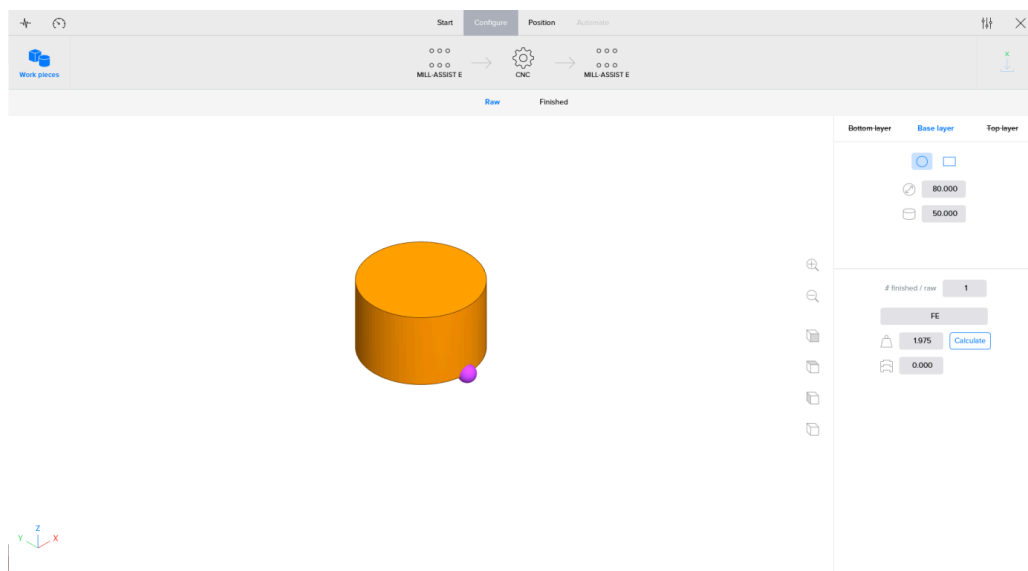 Start Configure Position Automate
Work pieces
MILL-ASSIST E CNC MILL-ASSIST E
Raw Finished
Bottom layer Base layer Top layer
80.000
50.000
# finished / raw 1
FE
1.975 Calculate
0.000
Z
Y X
x